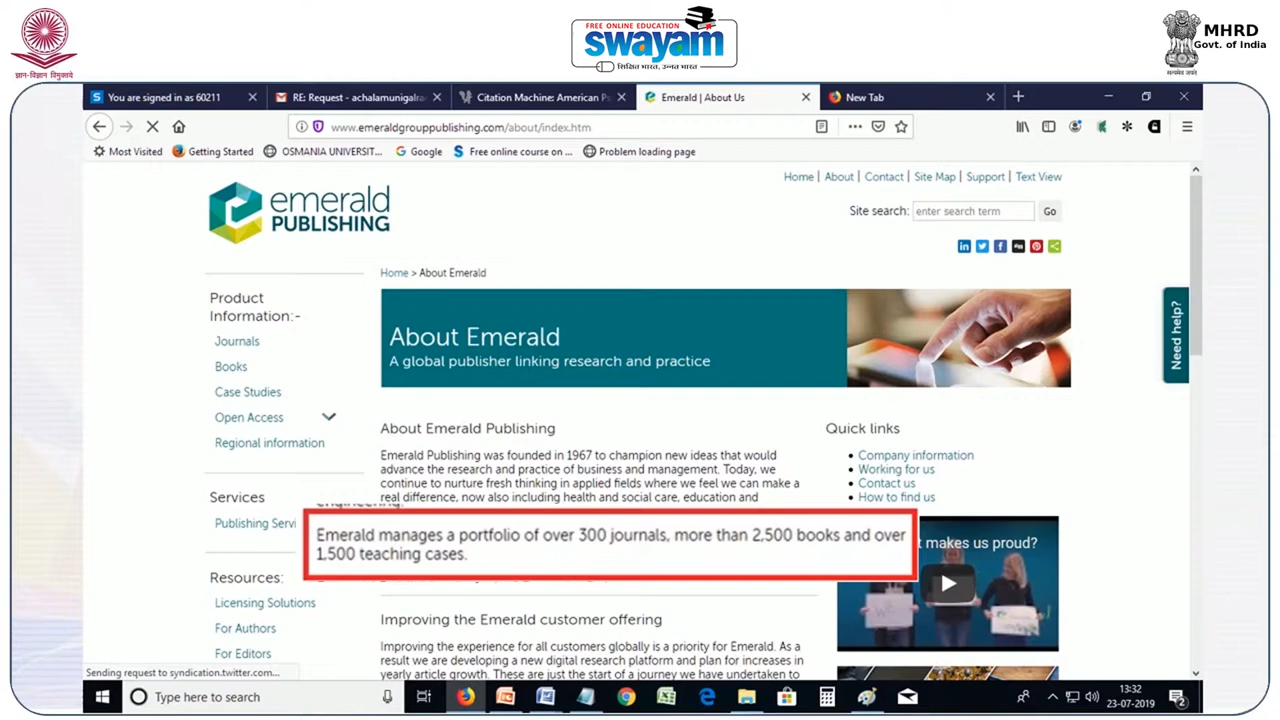 FREE ONLINE EDUCATION
swayam
शिक्षित भारत, उन्नत भारत
ज्ञान-विज्ञान विमुक्तये
सत्यमेव जयते
MHRD
Govt. of India
You are signed in as 60211
RE: Request - achalamunigalra
Citation Machine: American Ps
Emerald | About Us
New Tab
www.emeraldgrouppublishing.com/about/index.htm
Most Visited
Getting Started
OSMANIA UNIVERSIT...
Google
Free online course on ...
Problem loading page
emerald
PUBLISHING
Home | About | Contact | Site Map | Support | Text View
Site search: enter search term Go
Home > About Emerald
Product
Information:-
Journals
Books
Case Studies
Open Access
Regional information
Services
Publishing Servi
Resources:
Licensing Solutions
For Authors
For Editors
About Emerald
A global publisher linking research and practice
About Emerald Publishing
Emerald Publishing was founded in 1967 to champion new ideas that would
advance the research and practice of business and management. Today, we
continue to nurture fresh thinking in applied fields where we feel we can make a
real difference, now also including health and social care, education and
engineering.
Emerald manages a portfolio of over 300 journals, more than 2,500 books and over
1,500 teaching cases.
Improving the Emerald customer offering
Improving the experience for all customers globally is a priority for Emerald. As a
result we are developing a new digital research platform and plan for increases in
yearly article growth. These are just the start of a journey we have undertaken to
Quick links
Company information
Working for us
Contact us
How to find us
t makes us proud?
Need help?
Sending request to syndication.twitter.com...
Type here to search
13:32
23-07-2019
2